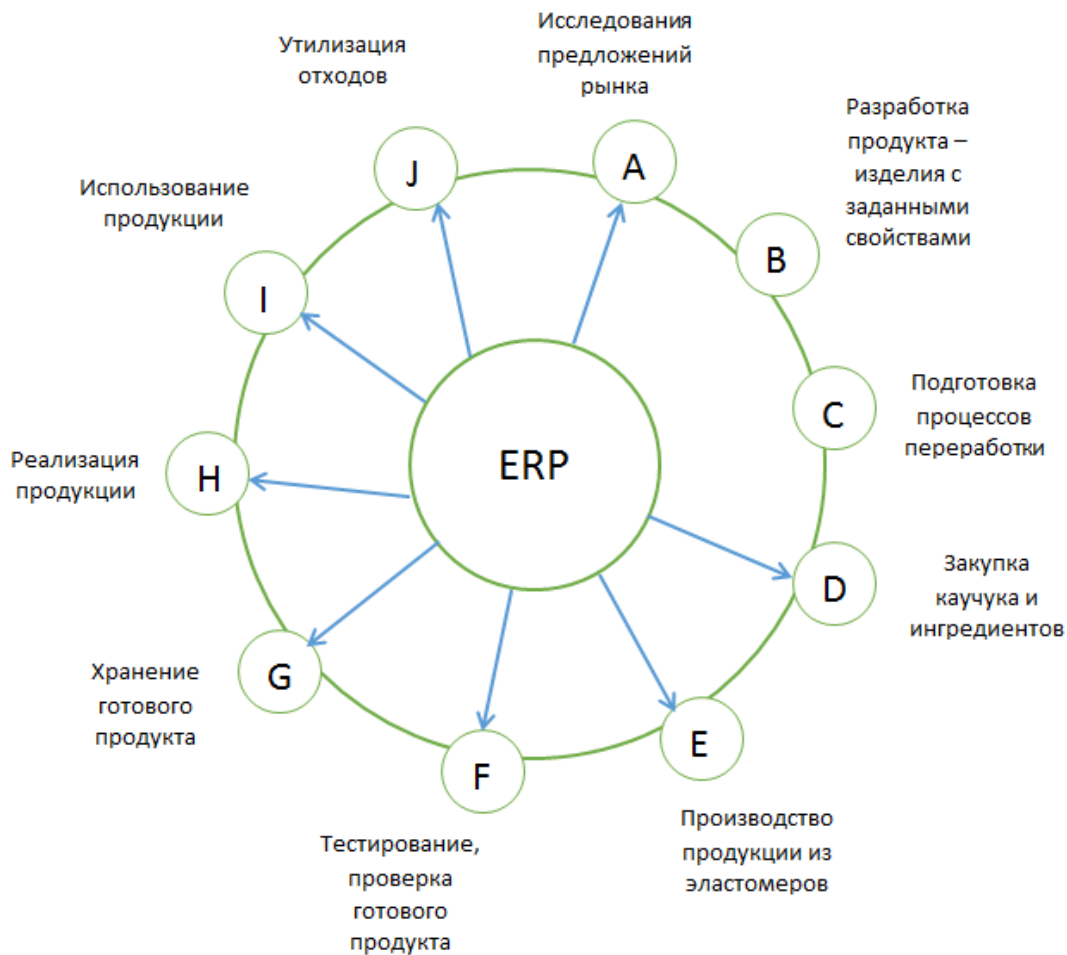 Исследования
предложений
рынка
A
Разработка
продукта –
изделия с
заданными
свойствами
B
Подготовка
процессов
переработки
C
Закупка
каучука и
ингредиентов
D
Производство
продукции из
эластомеров
E
Тестирование,
проверка
готового
продукта
F
Хранение
готового
продукта
G
Реализация
продукции
H
Использование
продукции
I
Утилизация
отходов
J
ERP